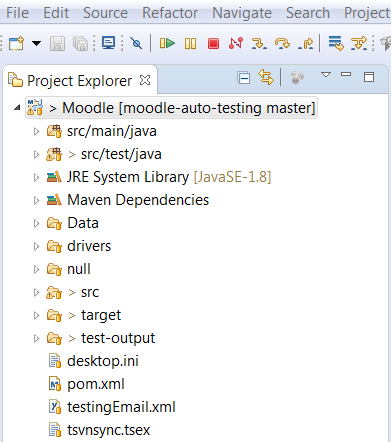 File Edit Source Refactor Navigate Search Project
Project Explorer
> Moodle [moodle-auto-testing master]
src/main/java
> src/test/java
JRE System Library [JavaSE-1.8]
Maven Dependencies
Data
drivers
null
> src
> target
> test-output
desktop.ini
pom.xml
testingEmail.xml
tsvnsync.tsex